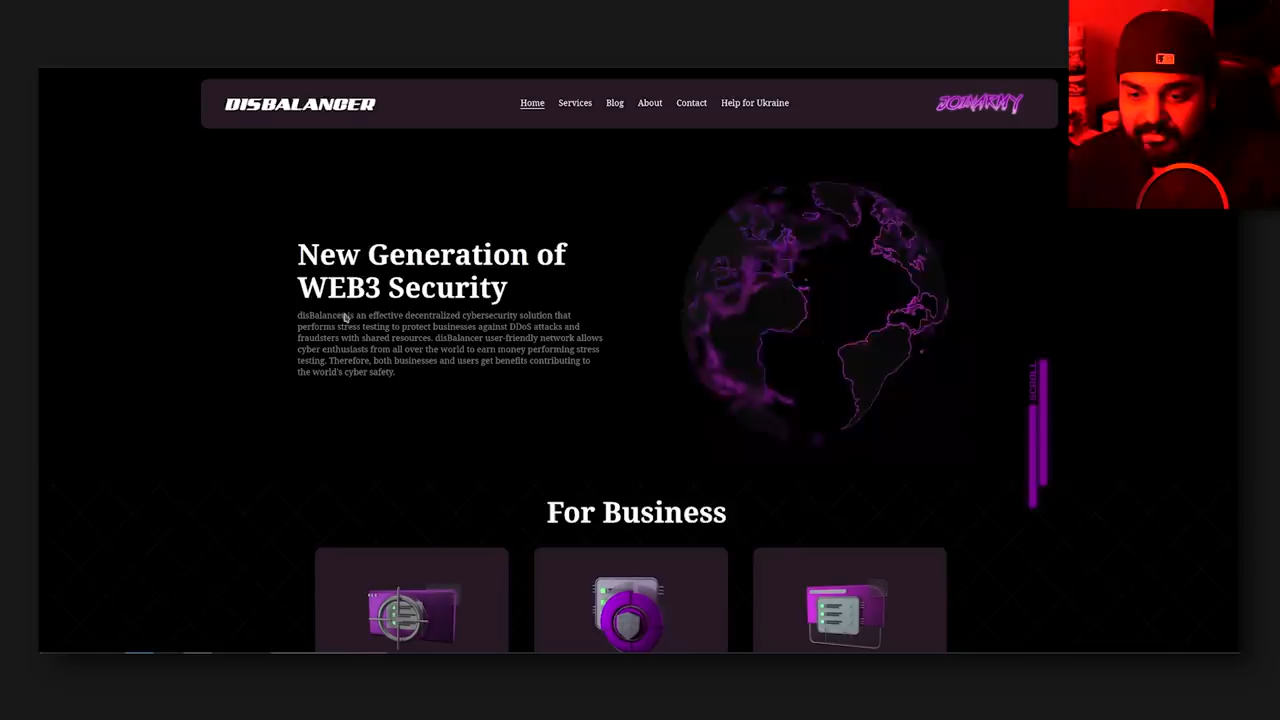 DISBALANCER
Home Services Blog About Contact Help for Ukraine
JOIN ARMY
New Generation of
WEB3 Security
disBalancer is an effective decentralized cybersecurity solution that
performs stress testing to protect businesses against DDoS attacks and
fraudsters with shared resources. disBalancer user-friendly network allows
cyber enthusiasts from all over the world to earn money performing stress
testing. Therefore, both businesses and users get benefits contributing to
the world's cyber safety.
SCROLL
For Business